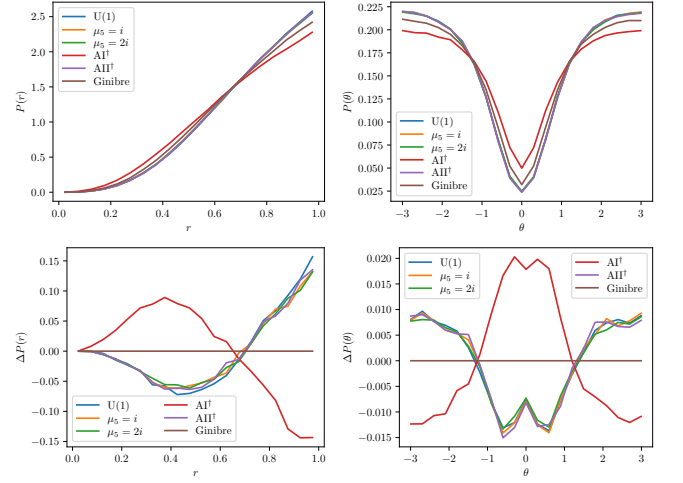 2.5
2.0
1.5
1.0
0.5
0.0
P(r)
U(1)
μ₅ = i
μ₅ = 2i
AI†
AII†
Ginibre
0.0 0.2 0.4 0.6 0.8 1.0
r
0.225
0.200
0.175
0.150
0.125
0.100
0.075
0.050
0.025
P(θ)
U(1)
μ₅ = i
μ₅ = 2i
AI†
AII†
Ginibre
−3 −2 −1 0 1 2 3
θ
0.15
0.10
0.05
0.00
−0.05
−0.10
−0.15
ΔP(r)
U(1) AI†
μ₅ = i AII†
μ₅ = 2i Ginibre
0.0 0.2 0.4 0.6 0.8 1.0
r
0.020
0.015
0.010
0.005
0.000
−0.005
−0.010
−0.015
ΔP(θ)
U(1) AI†
μ₅ = i AII†
μ₅ = 2i Ginibre
−3 −2 −1 0 1 2 3
θ